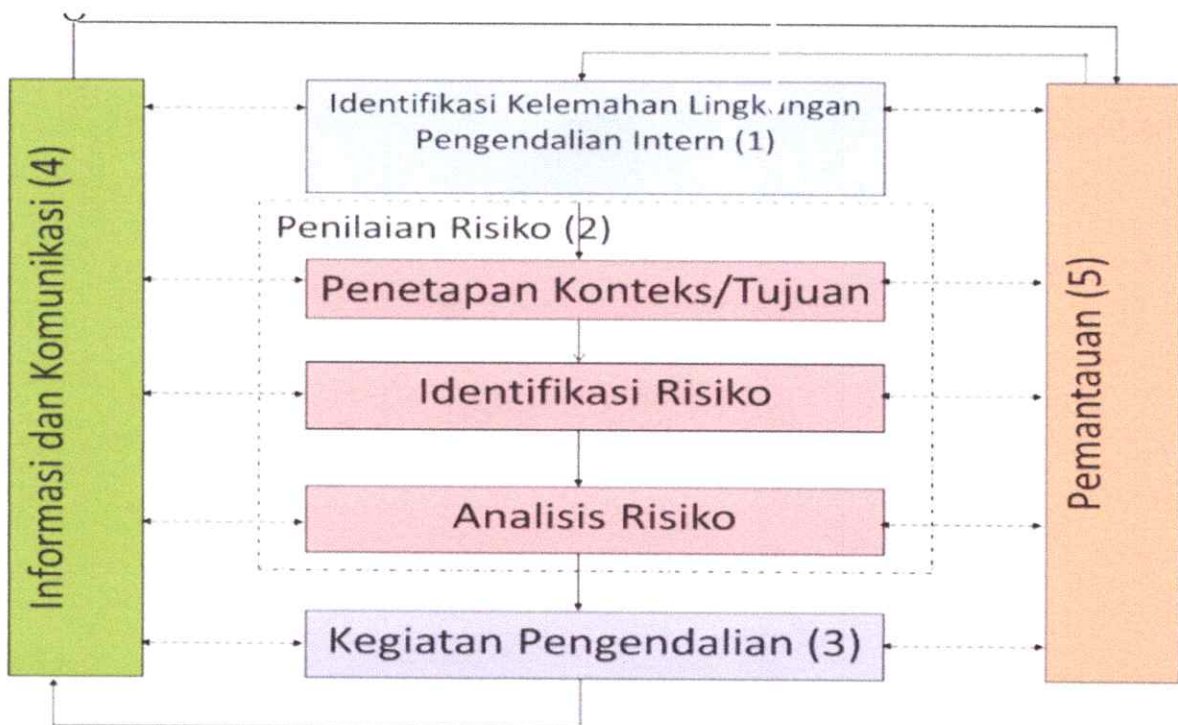 Identifikasi Kelemahan Lingkungan
Pengendalian Intern (1)
Penilaian Risiko (2)
Penetapan Konteks/Tujuan
Identifikasi Risiko
Analisis Risiko
Kegiatan Pengendalian (3)
Informasi dan Komunikasi (4)
Pemantauan (5)